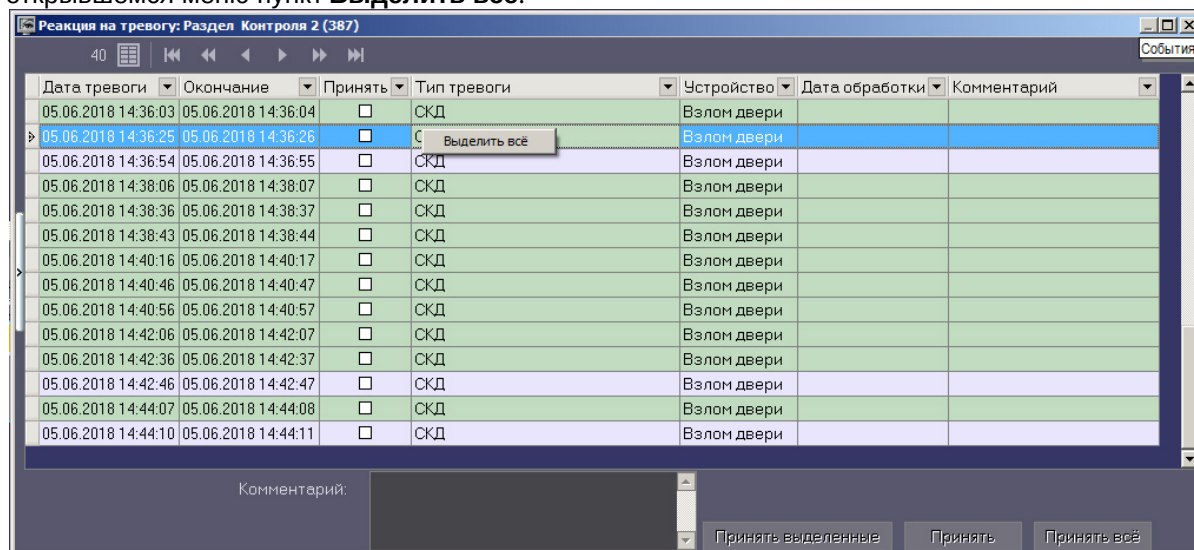 открывшемся меню пункт Выделить все.
Реакция на тревогу: Раздел Контроля 2 (387)
40
События
Дата тревоги Окончание Принять Тип тревоги Устройство Дата обработки Комментарий
05.06.2018 14:36:03 05.06.2018 14:36:04 СКД Взлом двери
05.06.2018 14:36:25 05.06.2018 14:36:26 С Взлом двери
Выделить всё
05.06.2018 14:36:54 05.06.2018 14:36:55 СКД Взлом двери
05.06.2018 14:38:06 05.06.2018 14:38:07 СКД Взлом двери
05.06.2018 14:38:36 05.06.2018 14:38:37 СКД Взлом двери
05.06.2018 14:38:43 05.06.2018 14:38:44 СКД Взлом двери
05.06.2018 14:40:16 05.06.2018 14:40:17 СКД Взлом двери
05.06.2018 14:40:46 05.06.2018 14:40:47 СКД Взлом двери
05.06.2018 14:40:56 05.06.2018 14:40:57 СКД Взлом двери
05.06.2018 14:42:06 05.06.2018 14:42:07 СКД Взлом двери
05.06.2018 14:42:36 05.06.2018 14:42:37 СКД Взлом двери
05.06.2018 14:42:46 05.06.2018 14:42:47 СКД Взлом двери
05.06.2018 14:44:07 05.06.2018 14:44:08 СКД Взлом двери
05.06.2018 14:44:10 05.06.2018 14:44:11 СКД Взлом двери
Комментарий:
Принять выделенные Принять Принять всё